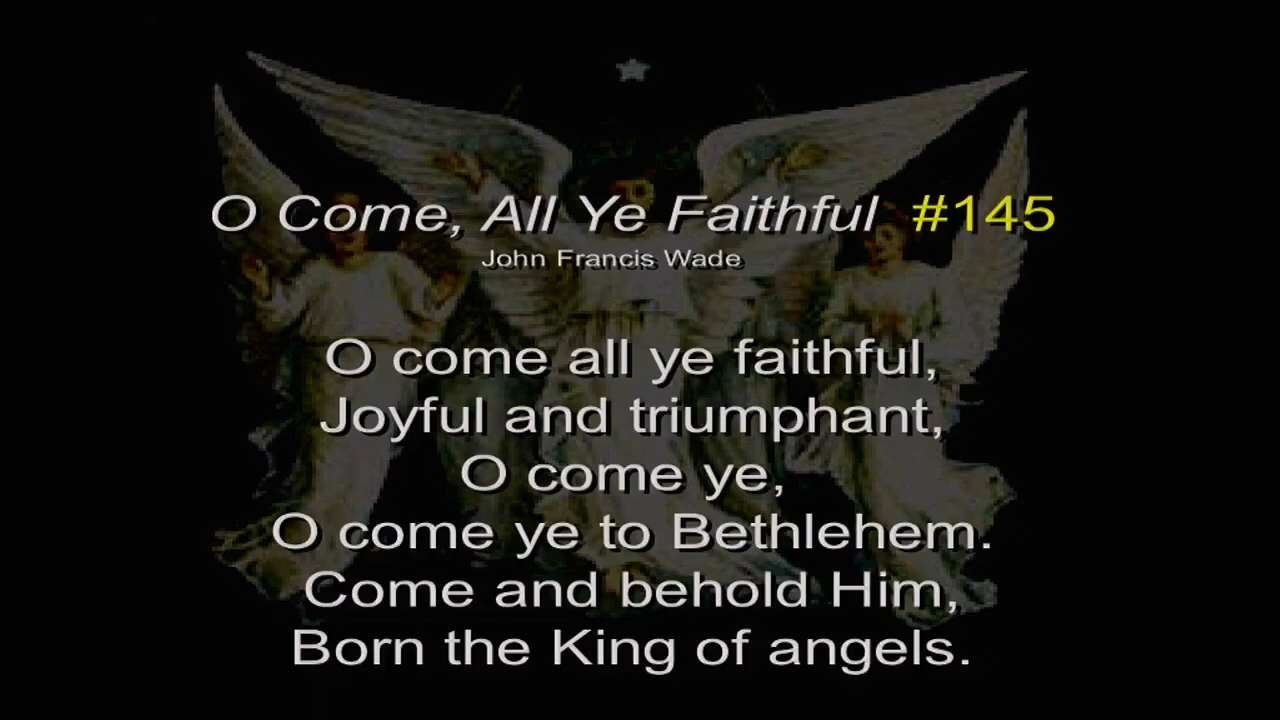 O Come, All Ye Faithful #145
John Francis Wade
O come all ye faithful,
Joyful and triumphant,
O come ye,
O come ye to Bethlehem.
Come and behold Him,
Born the King of angels.